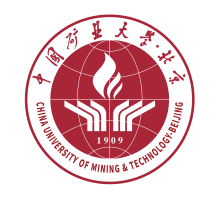 中国矿业大学·北京
1909
CHINA UNIVERSITY OF MINING & TECHNOLOGY-BEIJING